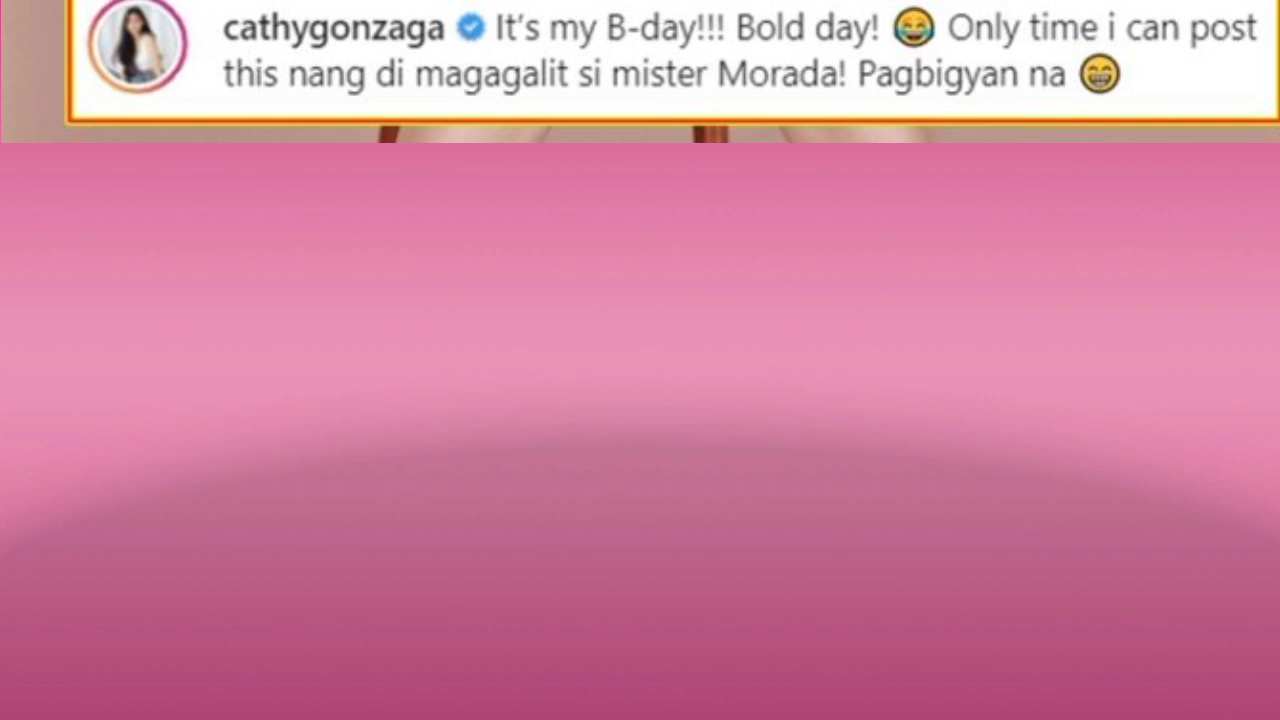 cathygonzaga It's my B-day!!! Bold day! 😂 Only time i can post
this nang di magagalit si mister Morada! Pagbigyan na 😁